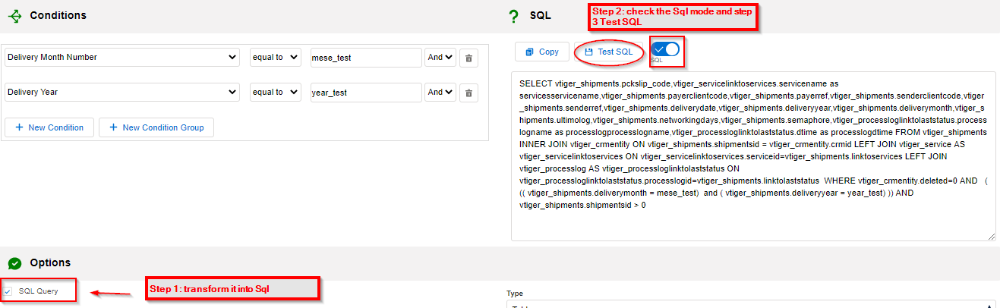 Conditions
SQL
Step 2: check the Sql mode and step
3 Test SQL
Delivery Month Number
equal to
mese_test
And
Copy
Test SQL
SQL
Delivery Year
equal to
year_test
And
New Condition
New Condition Group
SELECT vtiger_shipments.pckslip_code,vtiger_servicelinktoservices.servicename as
servicesservicename,vtiger_shipments.payerclientcode,vtiger_shipments.payerref,vtiger_shipments.senderclientcode,vtiger
_shipments.senderref,vtiger_shipments.deliverydate,vtiger_shipments.deliveryyear,vtiger_shipments.deliverymonth,vtiger_s
hipments.ultimolog,vtiger_shipments.networkingdays,vtiger_shipments.semaphore,vtiger_processloglinktolaststatus.process
logname as processlogprocesslogname,vtiger_processloglinktolaststatus.dtime as processlogdtime FROM vtiger_shipments
INNER JOIN vtiger_crmentity ON vtiger_shipments.shipmentsid = vtiger_crmentity.crmid LEFT JOIN vtiger_service AS
vtiger_servicelinktoservices ON vtiger_servicelinktoservices.serviceid=vtiger_shipments.linktoservices LEFT JOIN
vtiger_processlog AS vtiger_processloglinktolaststatus ON
vtiger_processloglinktolaststatus.processlogid=vtiger_shipments.linktolaststatus  WHERE vtiger_crmentity.deleted=0 AND   (
(( vtiger_shipments.deliverymonth = mese_test)  and ( vtiger_shipments.deliveryyear = year_test) )) AND
vtiger_shipments.shipmentsid > 0
Options
SQL Query
Step 1: transform it into Sql
Type